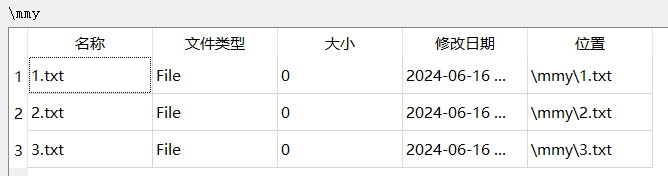 \mmy
名称 文件类型 大小 修改日期 位置
1 1.txt File 0 2024-06-16 ... \mmy\1.txt
2 2.txt File 0 2024-06-16 ... \mmy\2.txt
3 3.txt File 0 2024-06-16 ... \mmy\3.txt